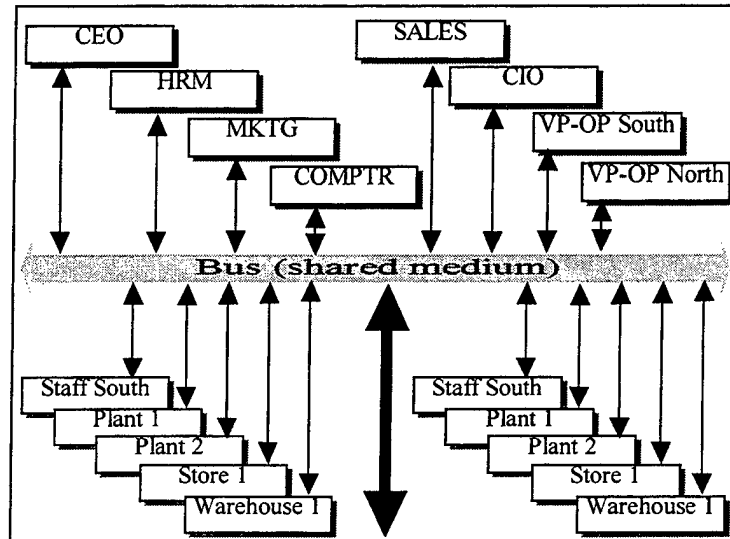 CEO
HRM
MKTG
COMPTR
SALES
CIO
VP-OP South
VP-OP North
Bus (shared medium)
Staff South
Plant 1
Plant 2
Store 1
Warehouse 1
Staff South
Plant 1
Plant 2
Store 1
Warehouse 1